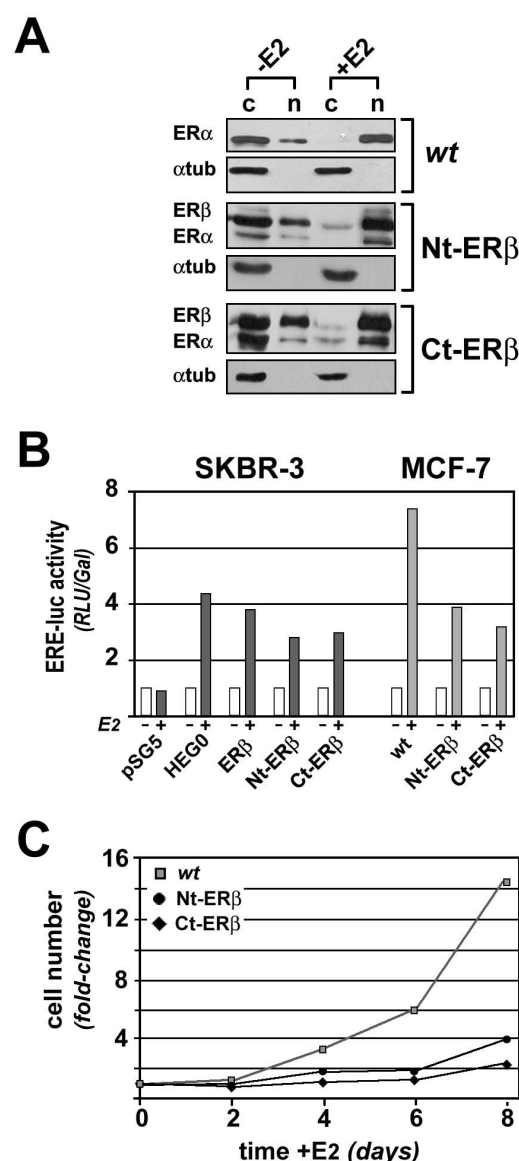 A
-E2 +E2
c n c n
ERα
αtub
wt
ERβ
ERα
αtub
Nt-ERβ
ERβ
ERα
αtub
Ct-ERβ
B
SKBR-3 MCF-7
ERE-luc activity
(RLU/Gal)
8
6
4
2
E2 - + - + - + - + - + - + - + - +
pSG5 HEG0 ERβ Nt-ERβ Ct-ERβ wt Nt-ERβ Ct-ERβ
C
cell number
(fold-change)
16
12
8
4
wt
Nt-ERβ
Ct-ERβ
0 2 4 6 8
time +E2 (days)